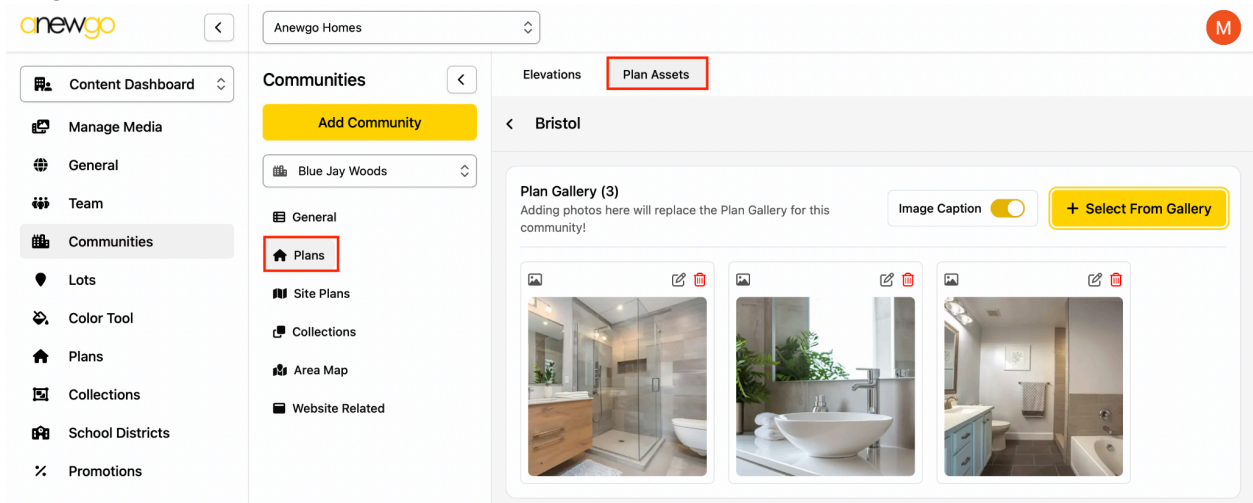 anewgo
Anewgo Homes
M
Content Dashboard
Manage Media
General
Team
Communities
Lots
Color Tool
Plans
Collections
School Districts
Promotions
Communities
Add Community
Blue Jay Woods
General
Plans
Site Plans
Collections
Area Map
Website Related
Elevations
Plan Assets
Bristol
Plan Gallery (3)
Adding photos here will replace the Plan Gallery for this
community!
Image Caption
+ Select From Gallery